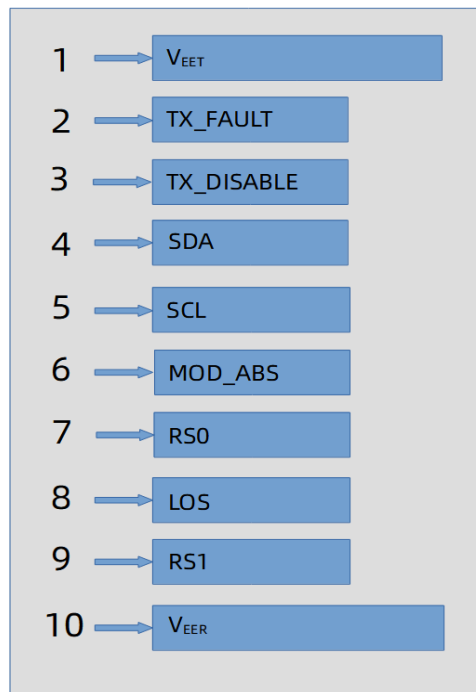 1 VEET
2 TX_FAULT
3 TX_DISABLE
4 SDA
5 SCL
6 MOD_ABS
7 RS0
8 LOS
9 RS1
10 VEER